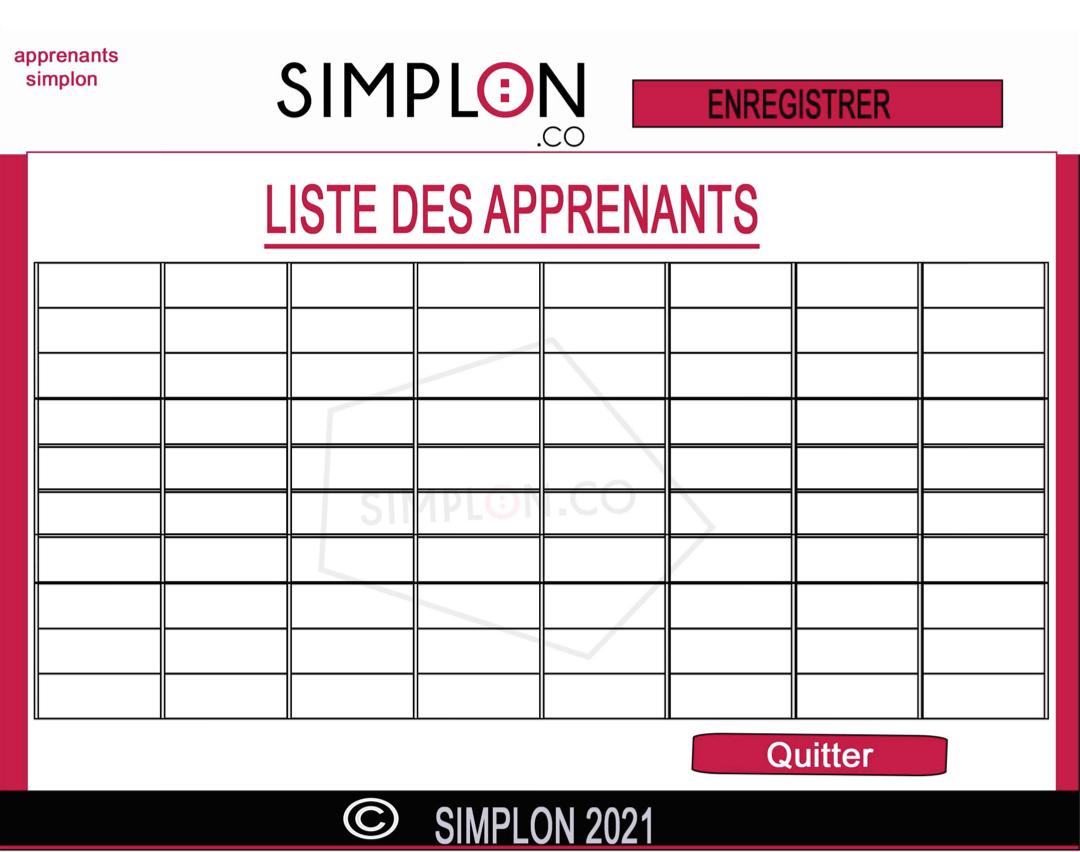 apprenants
simplon
SIMPLON
.CO
ENREGISTRER
LISTE DES APPRENANTS
SIMPLON.CO
Quitter
© SIMPLON 2021